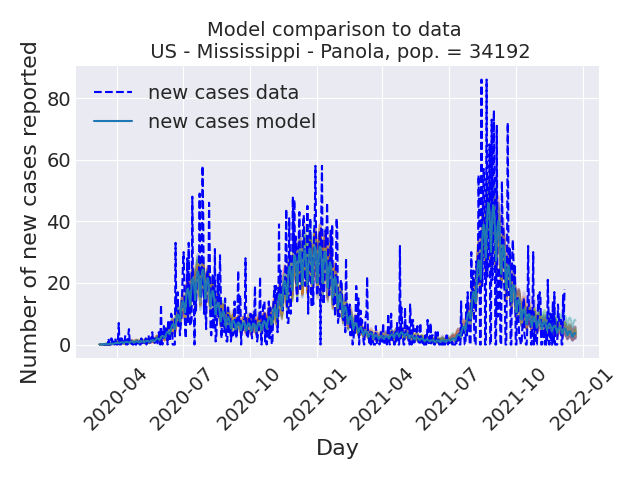 Model comparison to data
US - Mississippi - Panola, pop. = 34192
Number of new cases reported
80
60
40
20
0
new cases data
new cases model
2020-04
2020-07
2020-10
2021-01
2021-04
2021-07
2021-10
2022-01
Day